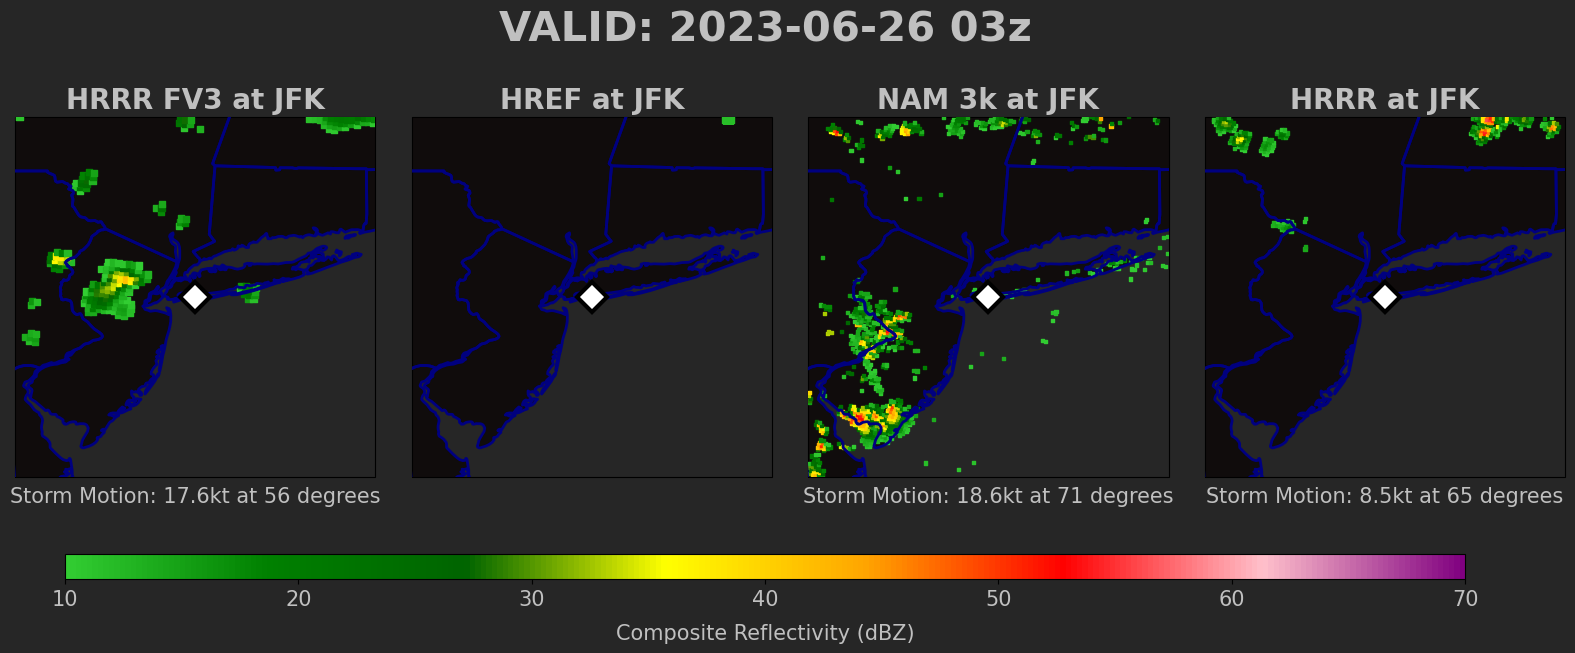 VALID: 2023-06-26 03z
HRRR FV3 at JFK
HREF at JFK
NAM 3k at JFK
HRRR at JFK
Storm Motion: 17.6kt at 56 degrees
Storm Motion: 18.6kt at 71 degrees
Storm Motion: 8.5kt at 65 degrees
10 20 30 40 50 60 70
Composite Reflectivity (dBZ)